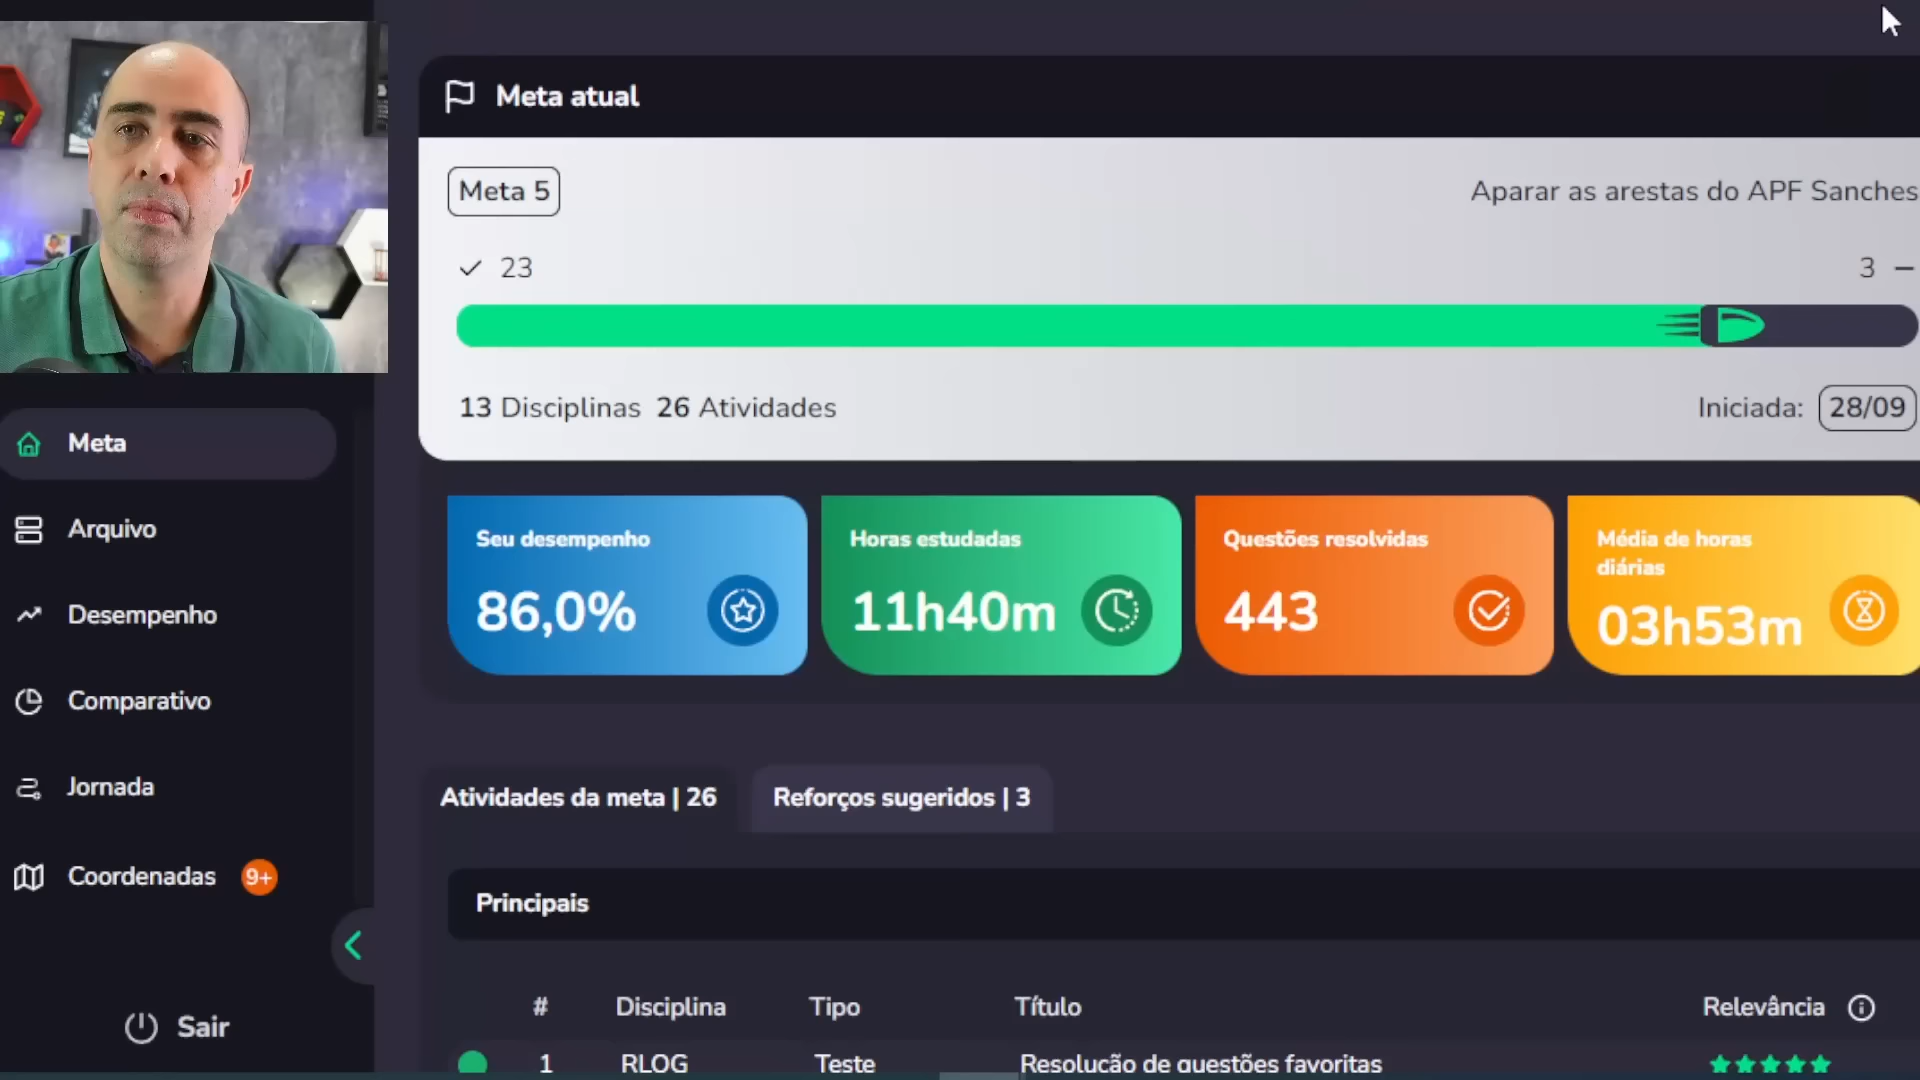 Meta atual
Meta 5
Aparar as arestas do APF Sanches
23
3
13 Disciplinas 26 Atividades
Iniciada: 28/09
Meta
Arquivo
Desempenho
Comparativo
Jornada
Coordenadas 9+
Sair
Seu desempenho
86,0%
Horas estudadas
11h40m
Questões resolvidas
443
Média de horas
diárias
03h53m
Atividades da meta | 26
Reforços sugeridos | 3
Principais
# Disciplina Tipo Título Relevância
1 RLOG Teste Resolução de questões favoritas